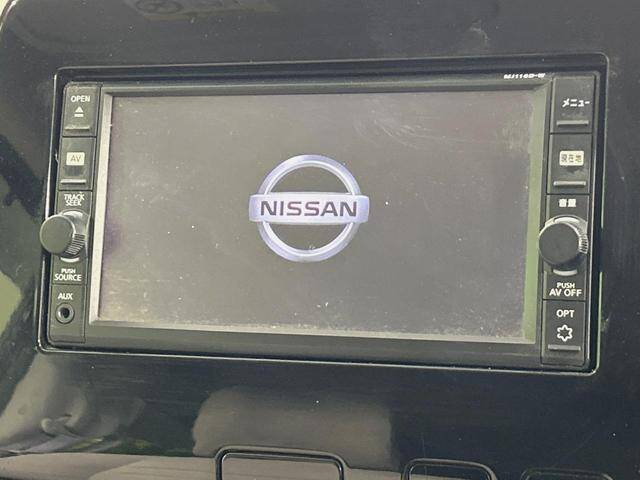 MJ116D-W
OPEN
メニュー
AV
現在地
TRACK
SEEK
音量
NISSAN
PUSH
SOURCE
PUSH
AV OFF
AUX
OPT